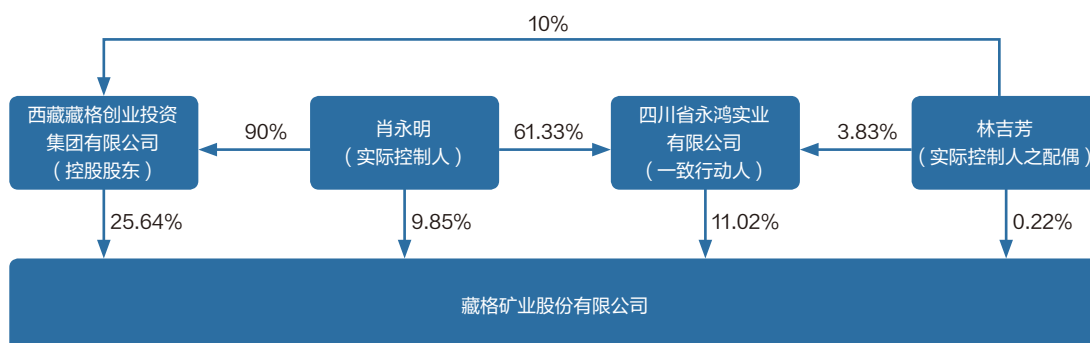 10%
西藏藏格创业投资
集团有限公司
（控股股东）
90%
肖永明
（实际控制人）
61.33%
四川省永鸿实业
有限公司
（一致行动人）
3.83%
林吉芳
（实际控制人之配偶）
25.64%
9.85%
11.02%
0.22%
藏格矿业股份有限公司